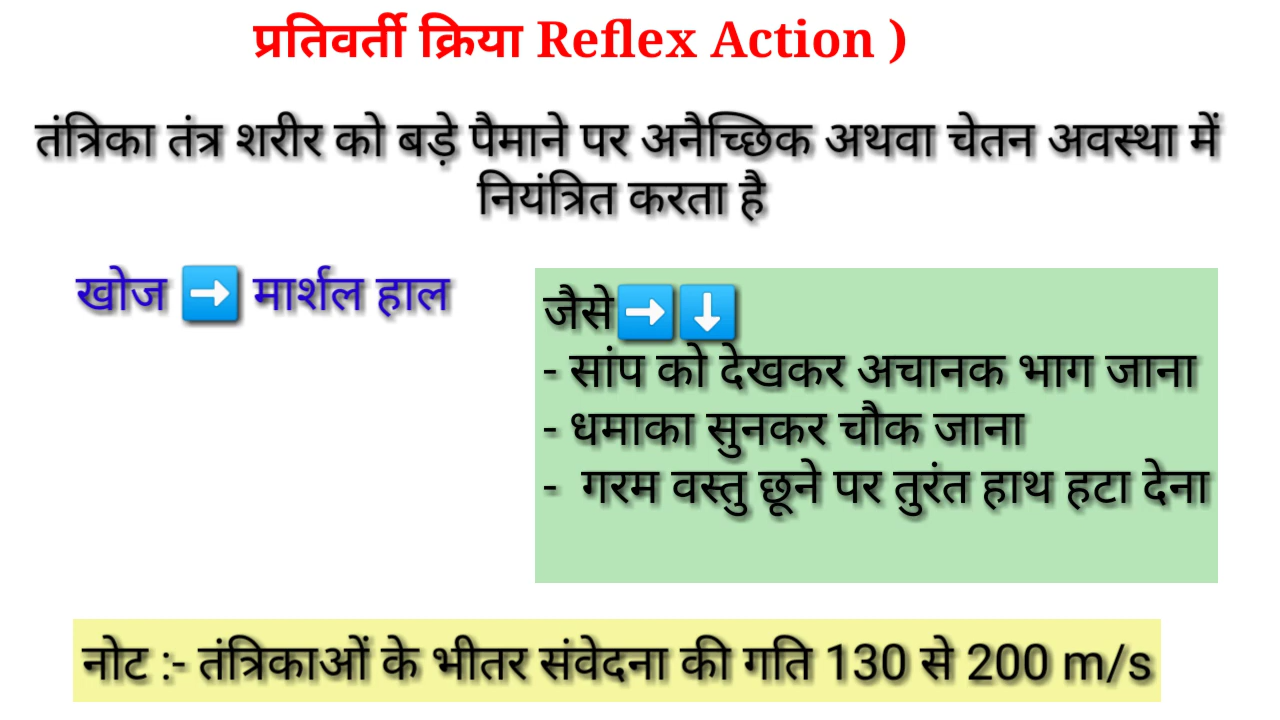 प्रतिवर्ती क्रिया Reflex Action )
तंत्रिका तंत्र शरीर को बड़े पैमाने पर अनैच्छिक अथवा चेतन अवस्था में
नियंत्रित करता है
खोज ➡️ मार्शल हाल
जैसे➡️⬇️
- सांप को देखकर अचानक भाग जाना
- धमाका सुनकर चौक जाना
- गरम वस्तु छूने पर तुरंत हाथ हटा देना
नोट :- तंत्रिकाओं के भीतर संवेदना की गति 130 से 200 m/s